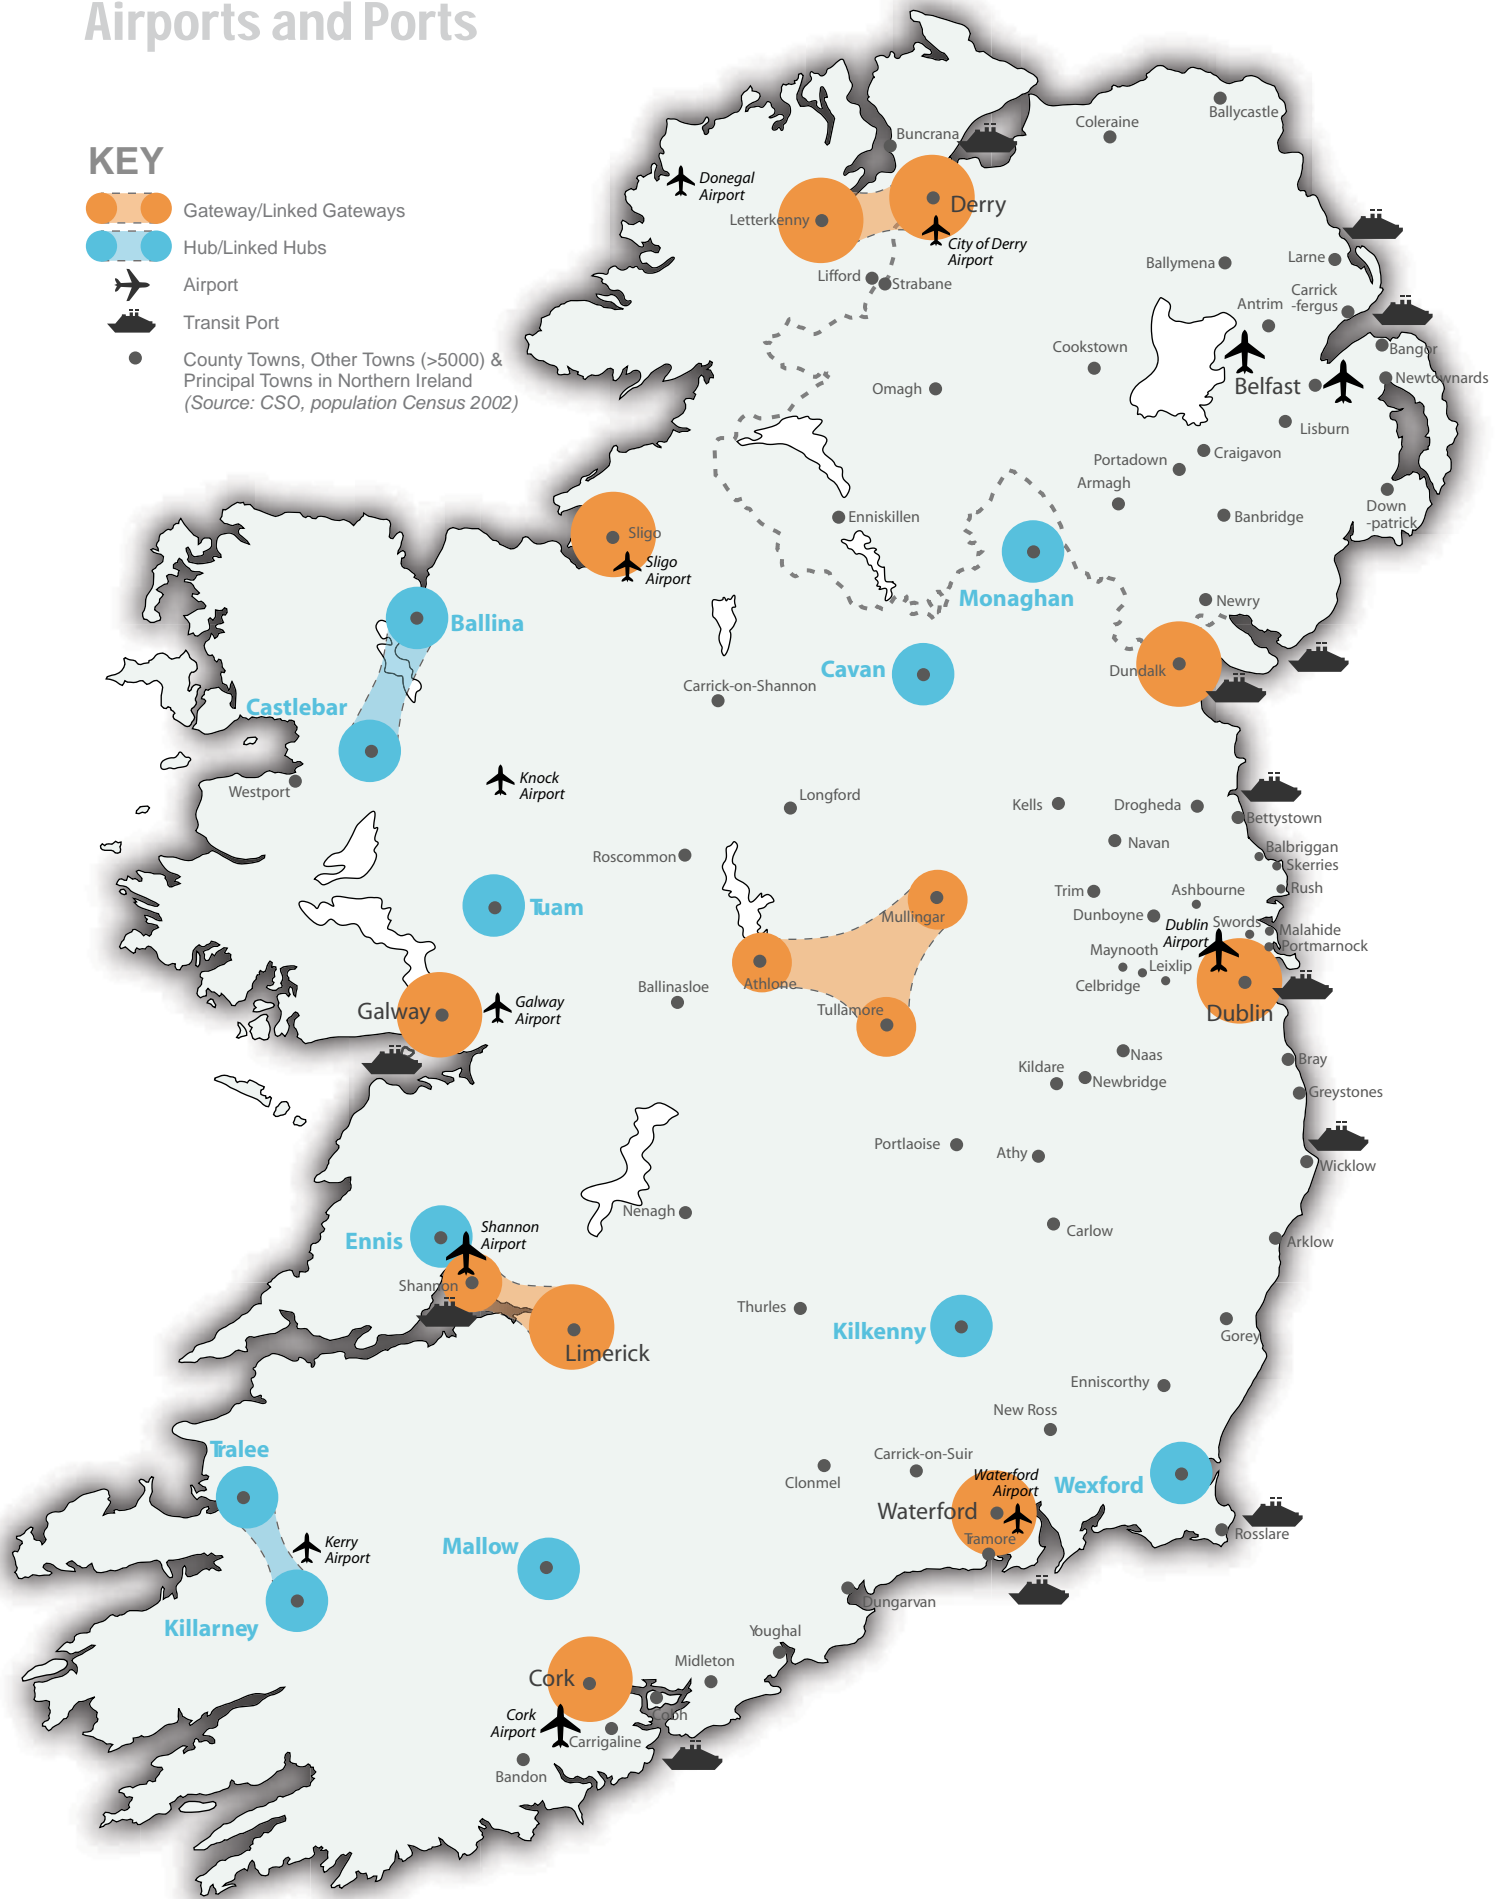 Airports and Ports
KEY
Gateway/Linked Gateways
Hub/Linked Hubs
Airport
Transit Port
County Towns, Other Towns (>5000) &
Principal Towns in Northern Ireland
(Source: CSO, population Census 2002)
Ballycastle
Coleraine
Buncrana
Donegal
Airport
Letterkenny
Derry
City of Derry
Airport
Lifford
Strabane
Ballymena
Larne
Carrick
-fergus
Antrim
Bangor
Cookstown
Belfast
Newtownards
Omagh
Lisburn
Craigavon
Portadown
Armagh
Down
-patrick
Banbridge
Enniskillen
Sligo
Sligo
Airport
Monaghan
Newry
Ballina
Cavan
Dundalk
Carrick-on-Shannon
Castlebar
Westport
Knock
Airport
Longford
Kells
Drogheda
Bettystown
Navan
Balbriggan
Skerries
Roscommon
Rush
Trim
Ashbourne
Tuam
Mullingar
Dunboyne
Dublin
Airport
Swords
Malahide
Portmarnock
Maynooth
Leixlip
Celbridge
Athlone
Ballinasloe
Tullamore
Galway
Galway
Airport
Dublin
Naas
Bray
Kildare
Newbridge
Greystones
Portlaoise
Athy
Wicklow
Nenagh
Carlow
Arklow
Ennis
Shannon
Airport
Shannon
Thurles
Kilkenny
Gorey
Limerick
Enniscorthy
New Ross
Tralee
Carrick-on-Suir
Clonmel
Waterford
Airport
Wexford
Waterford
Tramore
Rosslare
Kerry
Airport
Mallow
Killarney
Dungarvan
Youghal
Midleton
Cork
Cobh
Cork
Airport
Carrigaline
Bandon